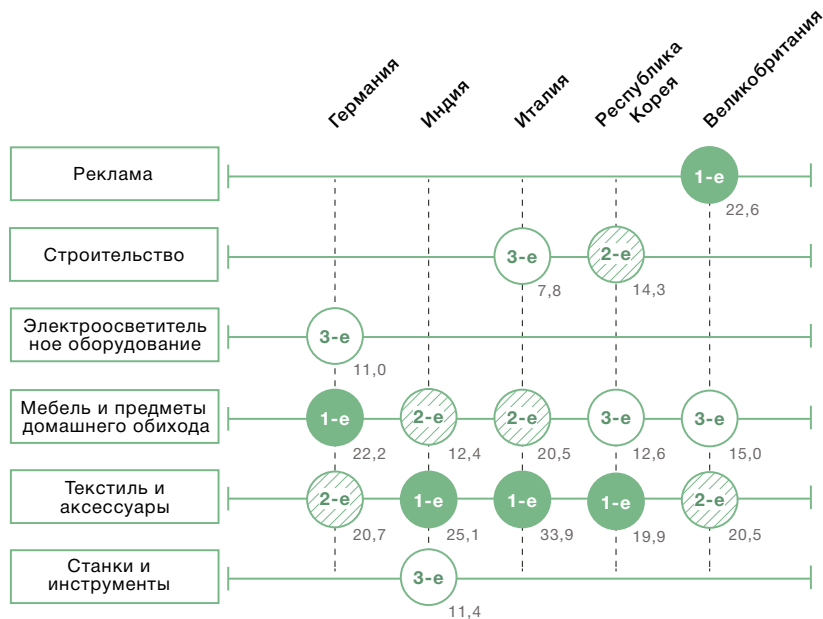 Германия
Индия
Италия
Республика
Корея
Великобритания
Реклама
1-е
22,6
Строительство
3-е
7,8
2-е
14,3
Электроосветитель
ное оборудование
3-е
11,0
Мебель и предметы
домашнего обихода
1-е
22,2
2-е
12,4
2-е
20,5
3-е
12,6
3-е
15,0
Текстиль и
аксессуары
2-е
20,7
1-е
25,1
1-е
33,9
1-е
19,9
2-е
20,5
Станки и
инструменты
3-е
11,4